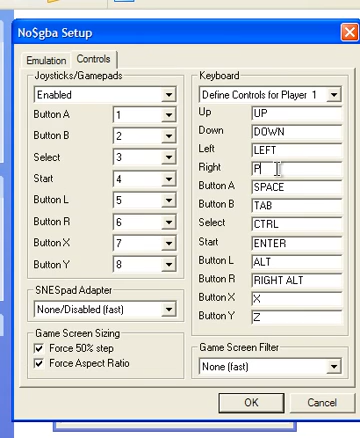 No$gba Setup
Emulation Controls
Joysticks/Gamepads
Enabled
Button A 1
Button B 2
Select 3
Start 4
Button L 5
Button R 6
Button X 7
Button Y 8
SNESpad Adapter
None/Disabled (fast)
Game Screen Sizing
Force 50% step
Force Aspect Ratio
Keyboard
Define Controls for Player 1
Up UP
Down DOWN
Left LEFT
Right P
Button A SPACE
Button B TAB
Select CTRL
Start ENTER
Button L ALT
Button R RIGHT ALT
Button X X
Button Y Z
Game Screen Filter
None (fast)
OK Cancel